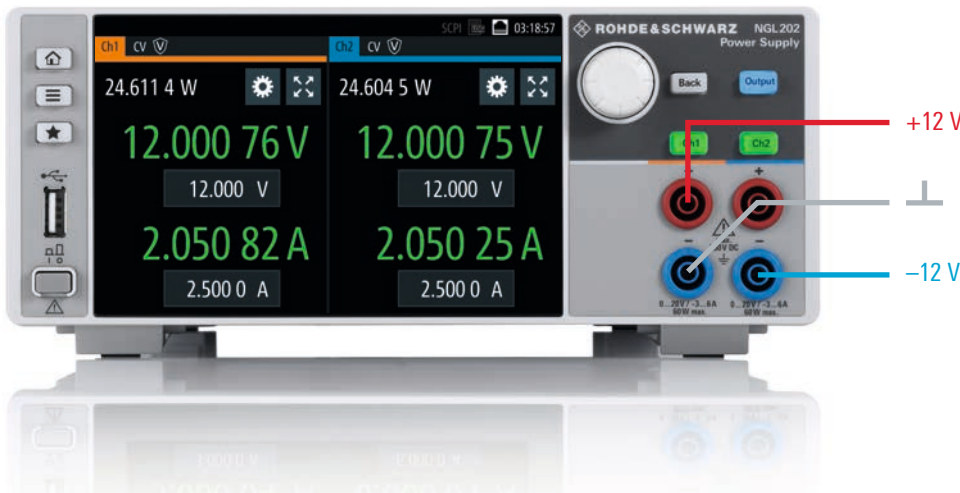 SCPI 03:18:57
Ch1 CV V
Ch2 CV V
24.611 4 W
24.604 5 W
12.000 76 V
12.000 75 V
12.000 V
12.000 V
2.050 82 A
2.050 25 A
2.500 0 A
2.500 0 A
ROHDE&SCHWARZ NGL202
Power Supply
Back
Output
Ch1
Ch2
+ +
- -
0...20V / -3...6A
60W max.
0...20V / -3...6A
60W max.
+12 V
–12 V